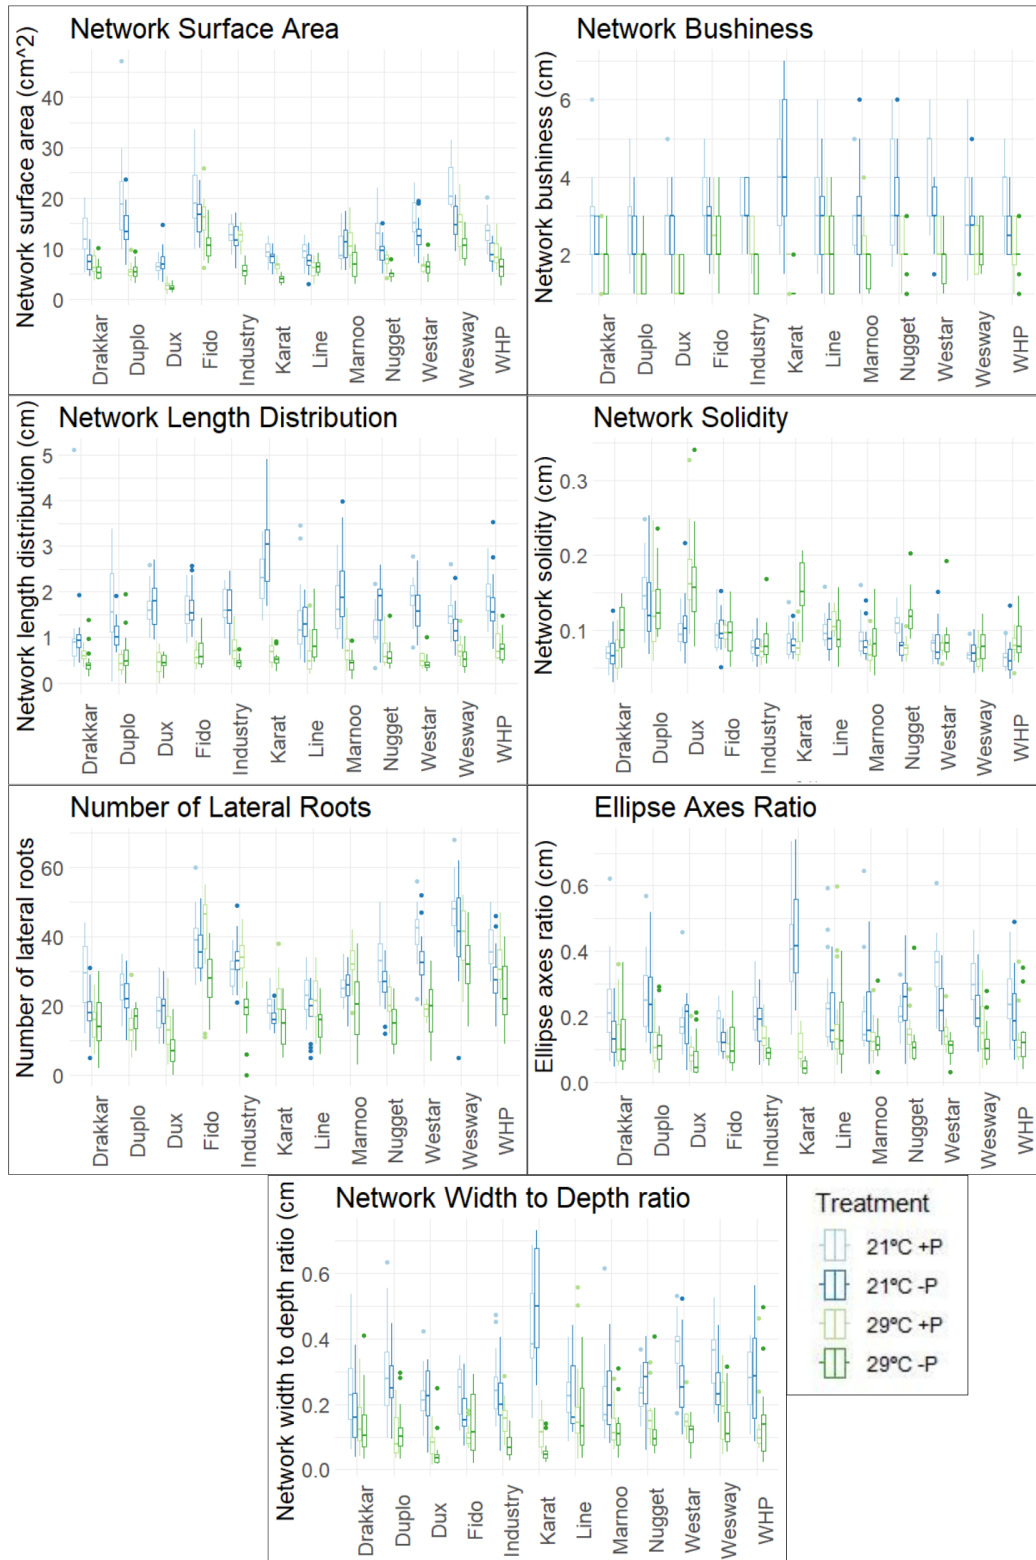 Network Surface Area
Network surface area (cm^2)
40
30
20
10
0
Drakkar
Duplo
Dux
Fido
Industry
Karat
Line
Marnoo
Nugget
Westar
Wesway
WHP
Network Bushiness
Network bushiness (cm)
6
4
2
Drakkar
Duplo
Dux
Fido
Industry
Karat
Line
Marnoo
Nugget
Westar
Wesway
WHP
Network Length Distribution
Network length distribution (cm)
5
4
3
2
1
0
Drakkar
Duplo
Dux
Fido
Industry
Karat
Line
Marnoo
Nugget
Westar
Wesway
WHP
Network Solidity
Network solidity (cm)
0.3
0.2
0.1
Drakkar
Duplo
Dux
Fido
Industry
Karat
Line
Marnoo
Nugget
Westar
Wesway
WHP
Number of Lateral Roots
Number of lateral roots
60
40
20
0
Drakkar
Duplo
Dux
Fido
Industry
Karat
Line
Marnoo
Nugget
Westar
Wesway
WHP
Ellipse Axes Ratio
Ellipse axes ratio (cm)
0.6
0.4
0.2
0.0
Drakkar
Duplo
Dux
Fido
Industry
Karat
Line
Marnoo
Nugget
Westar
Wesway
WHP
Network Width to Depth ratio
Network width to depth ratio (cm
0.6
0.4
0.2
0.0
Drakkar
Duplo
Dux
Fido
Industry
Karat
Line
Marnoo
Nugget
Westar
Wesway
WHP
Treatment
21ºC +P
21ºC -P
29ºC +P
29ºC -P